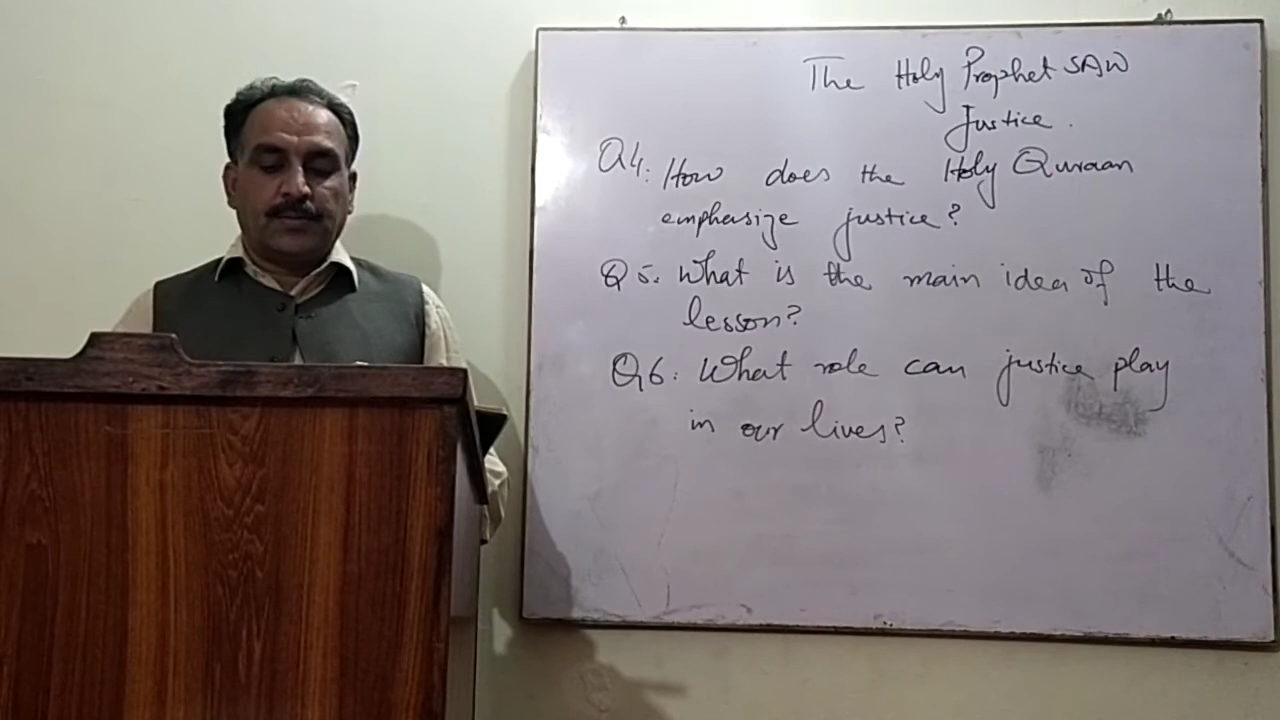 The Holy Prophet SAW
Justice.
Q4: How does the Holy Quraan
emphasize justice?
Q5. What is the main idea of the
lesson?
Q6: What role can justice play
in our lives?